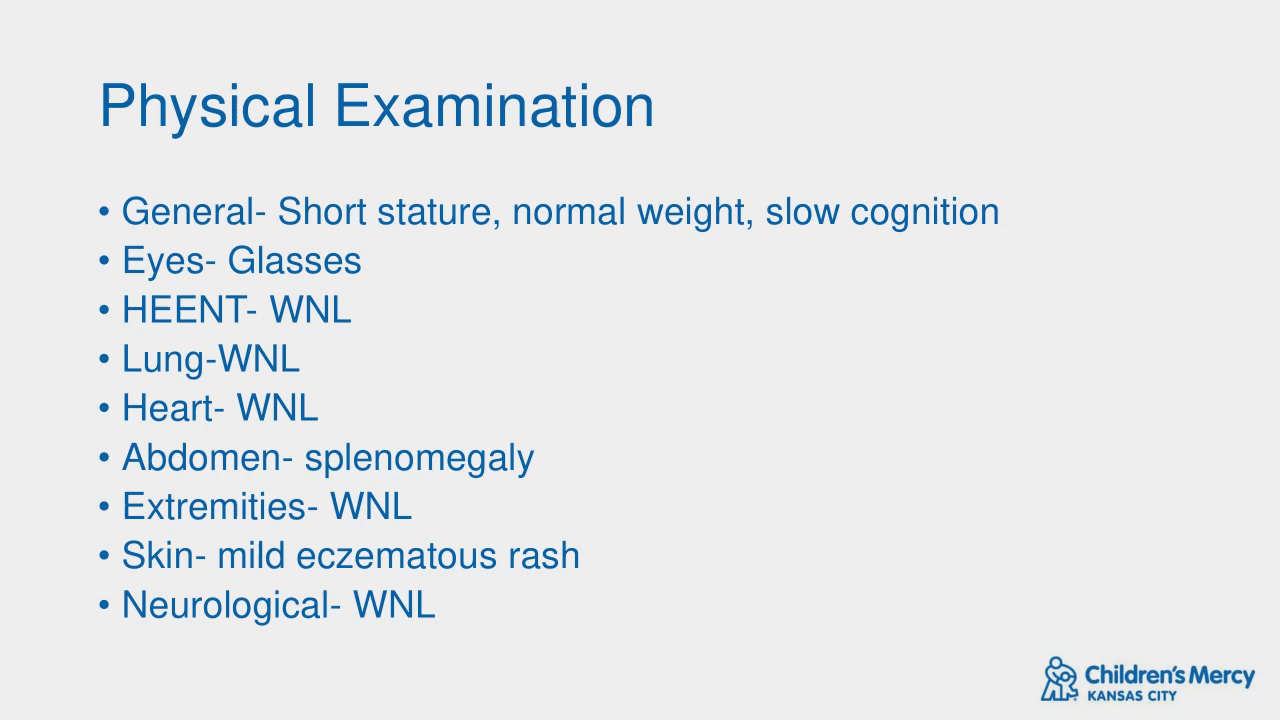 Physical Examination
• General- Short stature, normal weight, slow cognition
• Eyes- Glasses
• HEENT- WNL
• Lung-WNL
• Heart- WNL
• Abdomen- splenomegaly
• Extremities- WNL
• Skin- mild eczematous rash
• Neurological- WNL
Children's Mercy
KANSAS CITY